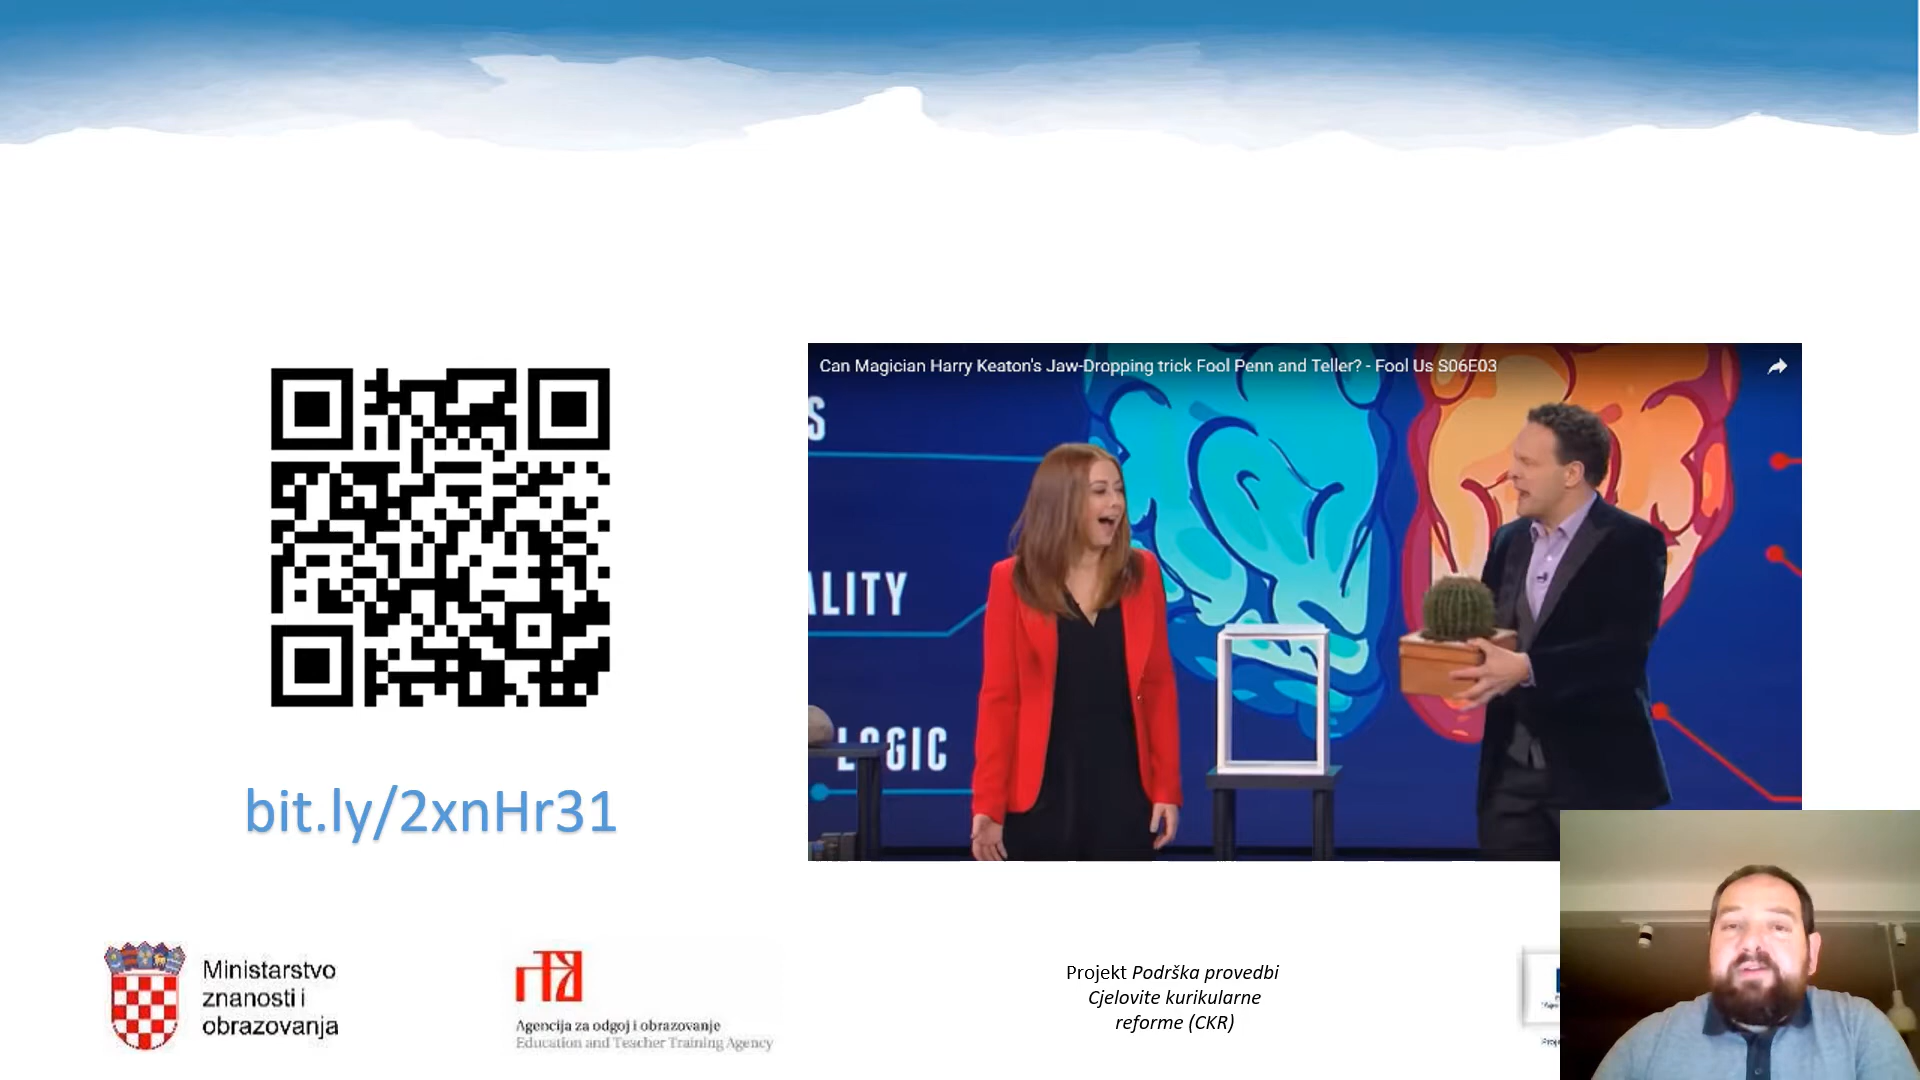 Can Magician Harry Keaton's Jaw-Dropping trick Fool Penn and Teller? - Fool Us S06E03
S
ALITY
LOGIC
bit.ly/2xnHr31
Ministarstvo
znanosti i
obrazovanja
Agencija za odgoj i obrazovanje
Education and Teacher Training Agency
Projekt Podrška provedbi
Cjelovite kurikularne
reforme (CKR)